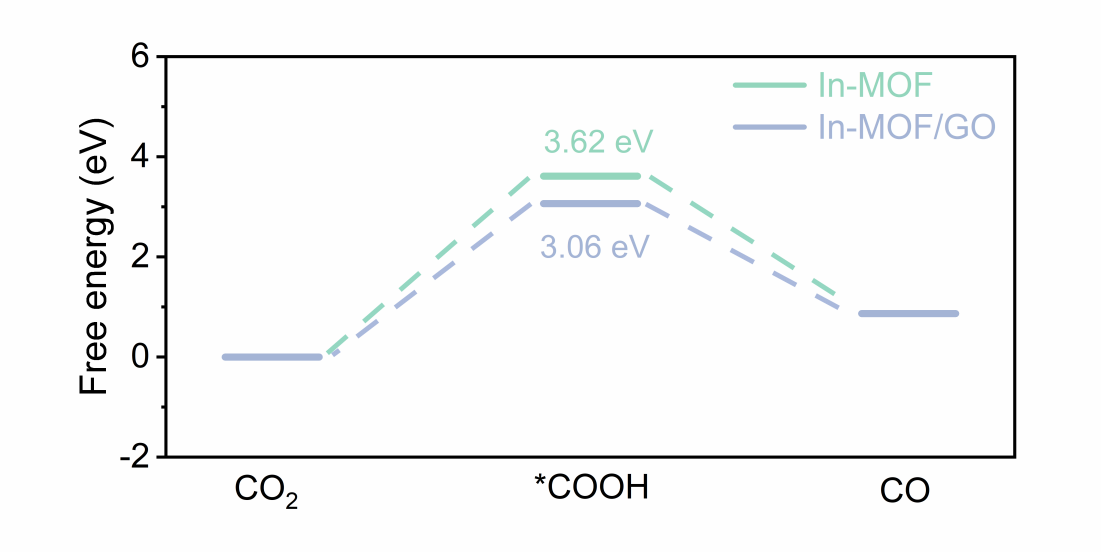 6
In-MOF
In-MOF/GO
3.62 eV
4
3.06 eV
2
0
-2
Free energy (eV)
CO₂
*COOH
CO